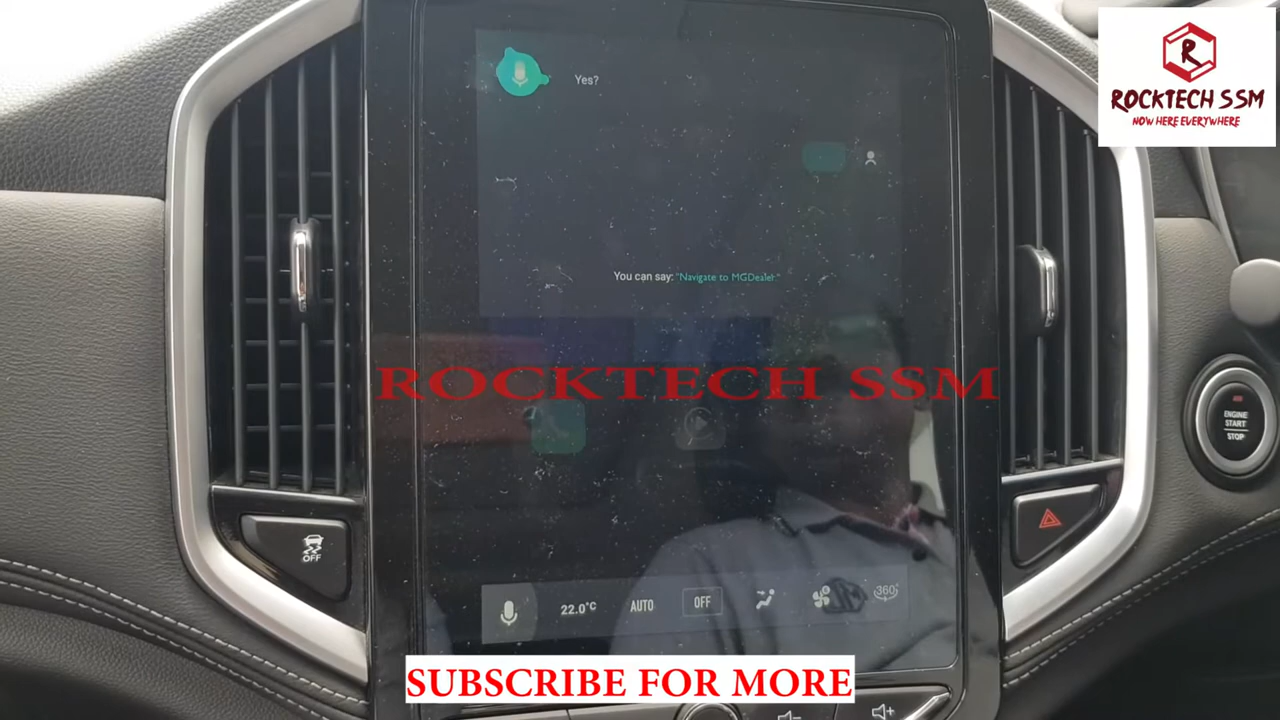 Yes?
ROCKTECH SSM
NOW HERE EVERYWHERE
You can say: "Navigate to MGDealer."
ROCKTECH SSM
ENGINE
START
STOP
OFF
22.0°C AUTO OFF 360°
SUBSCRIBE FOR MORE